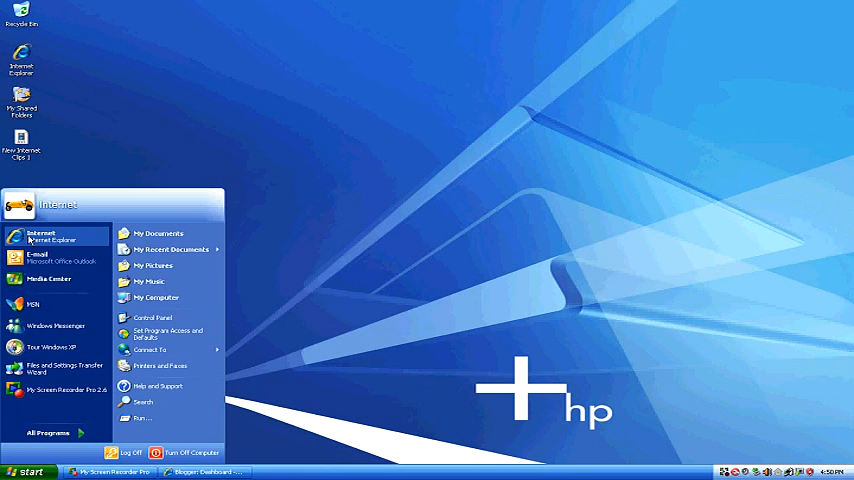 Recycle Bin
Internet
Explorer
My Shared
Folders
New Internet
Clips 1
Internet
Internet
Internet Explorer
E-mail
Microsoft Office Outlook
Media Center
MSN
Windows Messenger
Tour Windows XP
Files and Settings Transfer
Wizard
My Screen Recorder Pro 2.6
All Programs
My Documents
My Recent Documents
My Pictures
My Music
My Computer
Control Panel
Set Program Access and
Defaults
Connect To
Printers and Faxes
Help and Support
Search
Run...
Log Off
Turn Off Computer
hp
start
My Screen Recorder Pro
Blogger: Dashboard -...
4:50 PM